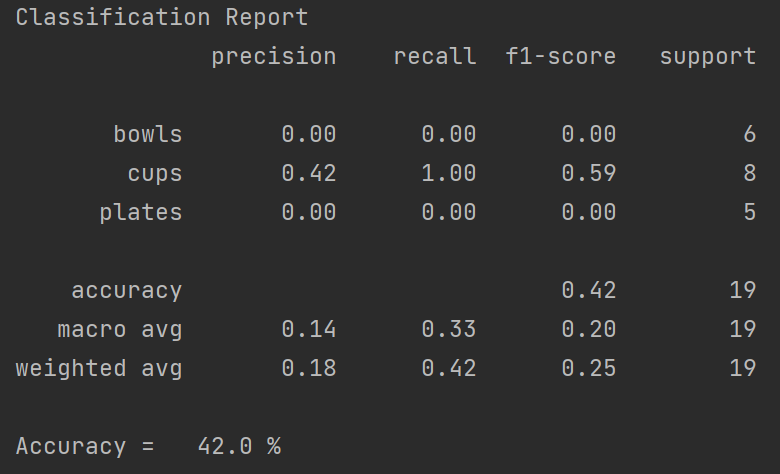 Classification Report
precision recall f1-score support
bowls 0.00 0.00 0.00 6
cups 0.42 1.00 0.59 8
plates 0.00 0.00 0.00 5
accuracy 0.42 19
macro avg 0.14 0.33 0.20 19
weighted avg 0.18 0.42 0.25 19
Accuracy = 42.0 %